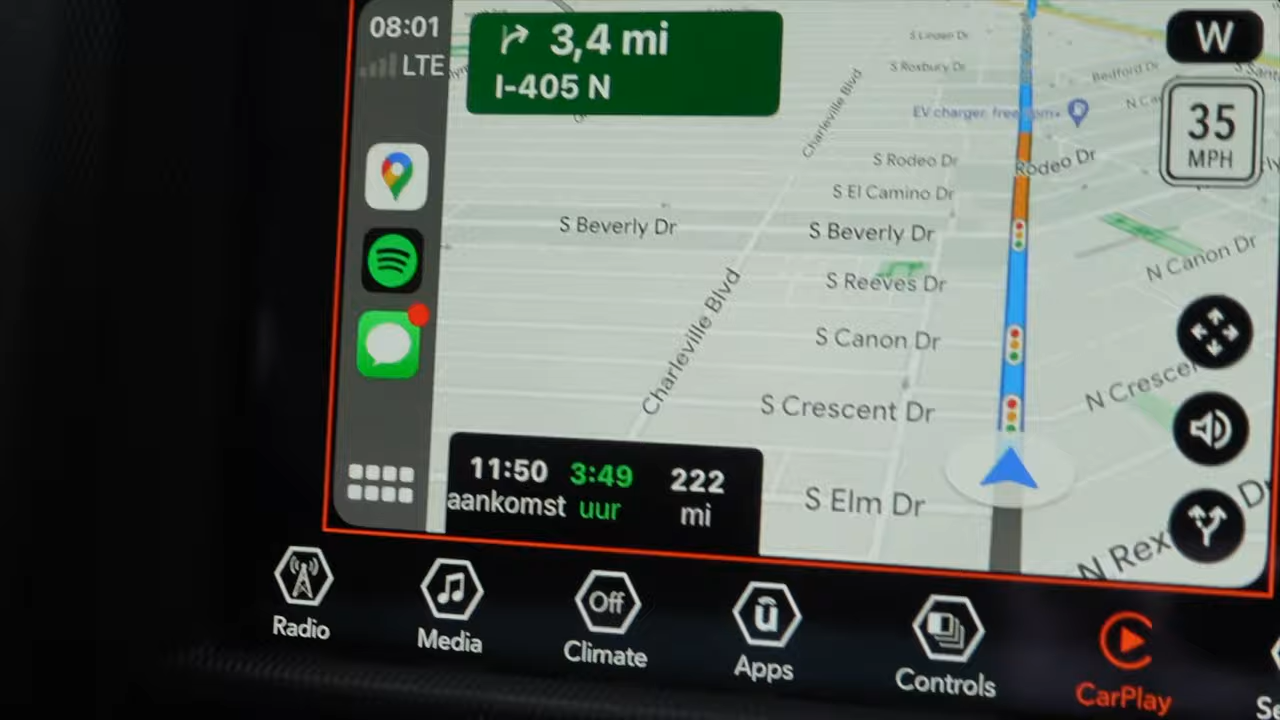 08:01
LTE
3,4 mi
I-405 N
W
35
MPH
S Linden Dr
S Roxbury Dr
Bedford Dr
EV charger, free
Charleville Blvd
S Rodeo Dr
Rodeo Dr
S El Camino Dr
S Beverly Dr
S Beverly Dr
N Canon Dr
S Reeves Dr
Charleville Blvd
S Canon Dr
S Crescent Dr
11:50
aankomst
3:49
uur
222
mi
S Elm Dr
N Rex
Radio
Media
Off
Climate
Apps
Controls
CarPlay